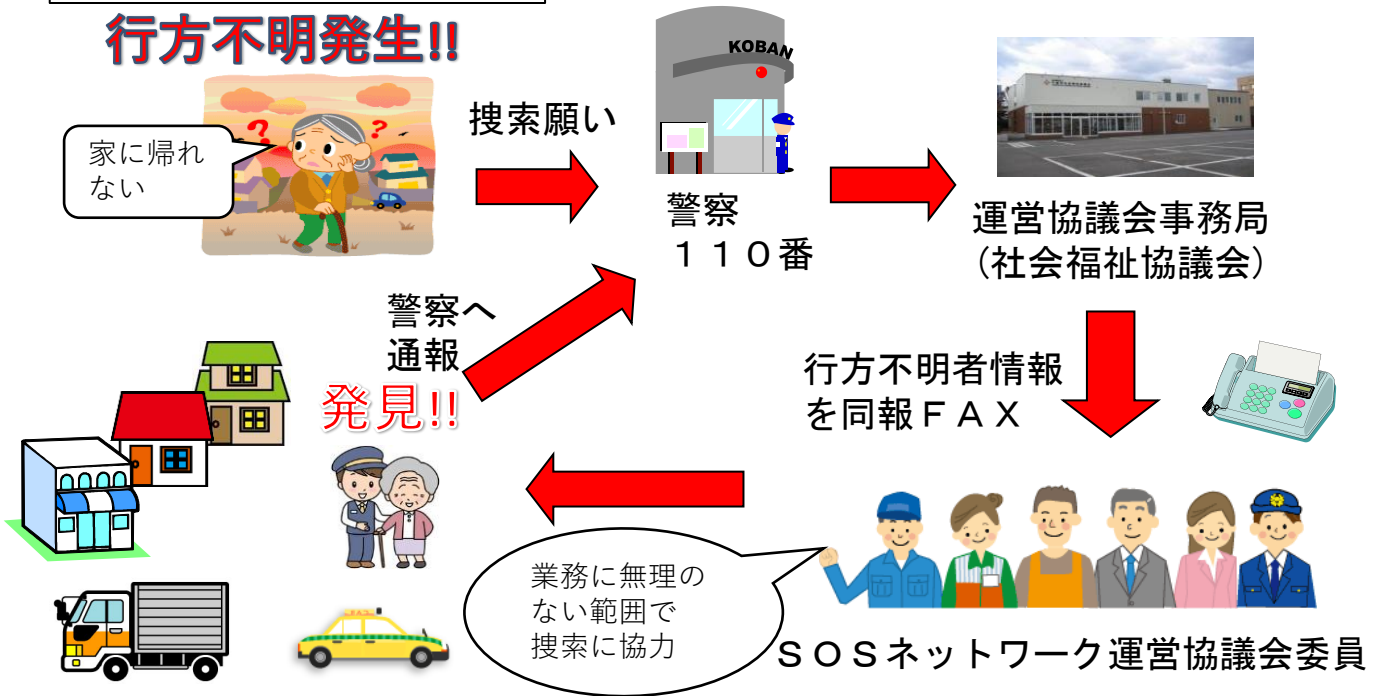 行方不明発生!!
家に帰れ
ない
?
?
捜索願い
KOBAN
警察
１１０番
運営協議会事務局
（社会福祉協議会）
行方不明者情報
を同報ＦＡＸ
ＳＯＳネットワーク運営協議会委員
業務に無理の
ない範囲で
捜索に協力
発見!!
警察へ
通報